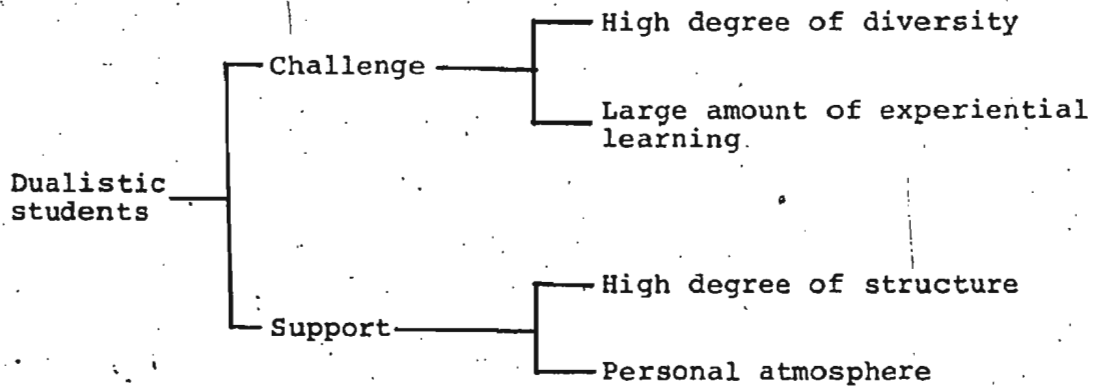 High degree of diversity
Challenge
Large amount of experiential
learning.
Dualistic
students
High degree of structure
Support
Personal atmosphere